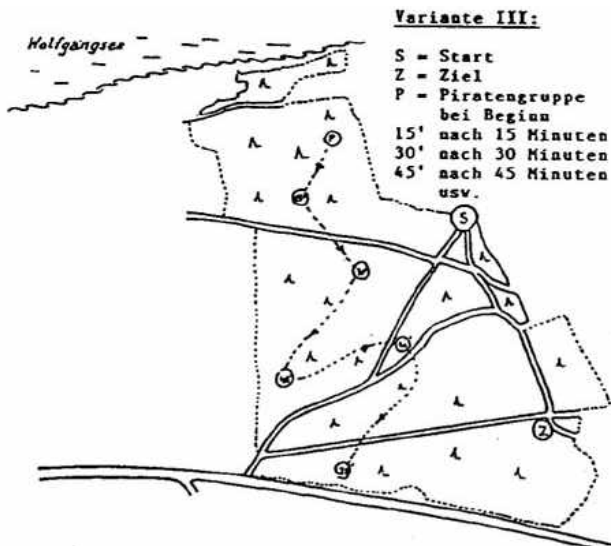 Wolfgangsee
Variante III:
S = Start
Z = Ziel
P = Piratengruppe
bei Beginn
15' nach 15 Minuten
30' nach 30 Minuten
45' nach 45 Minuten
usw.
P
S
Z